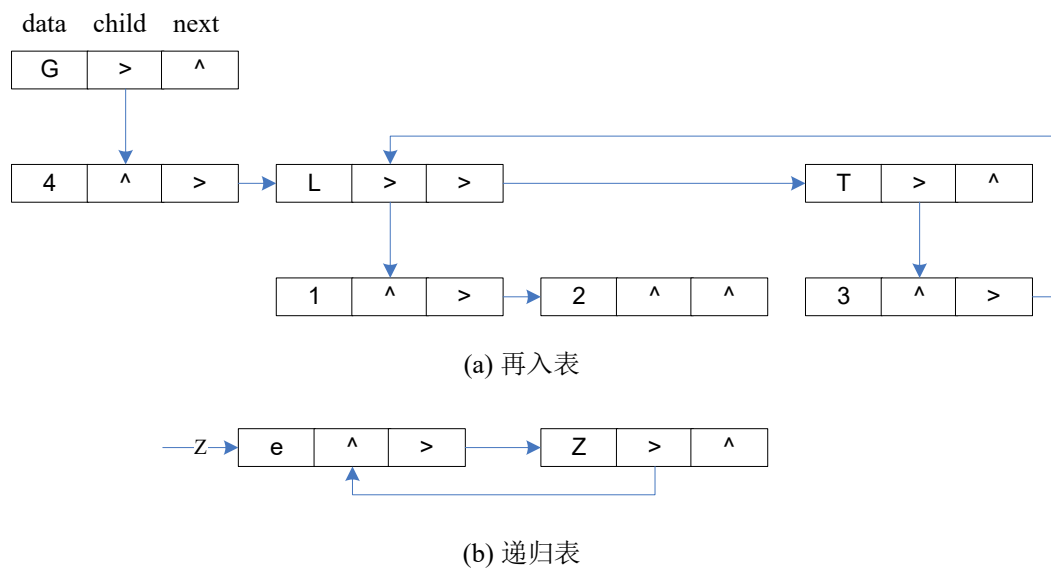 data child next
G > ^
4 ^ > L > > T > ^
1 ^ > 2 ^ ^ 3 ^ >
(a) 再入表
Z e ^ > Z > ^
(b) 递归表